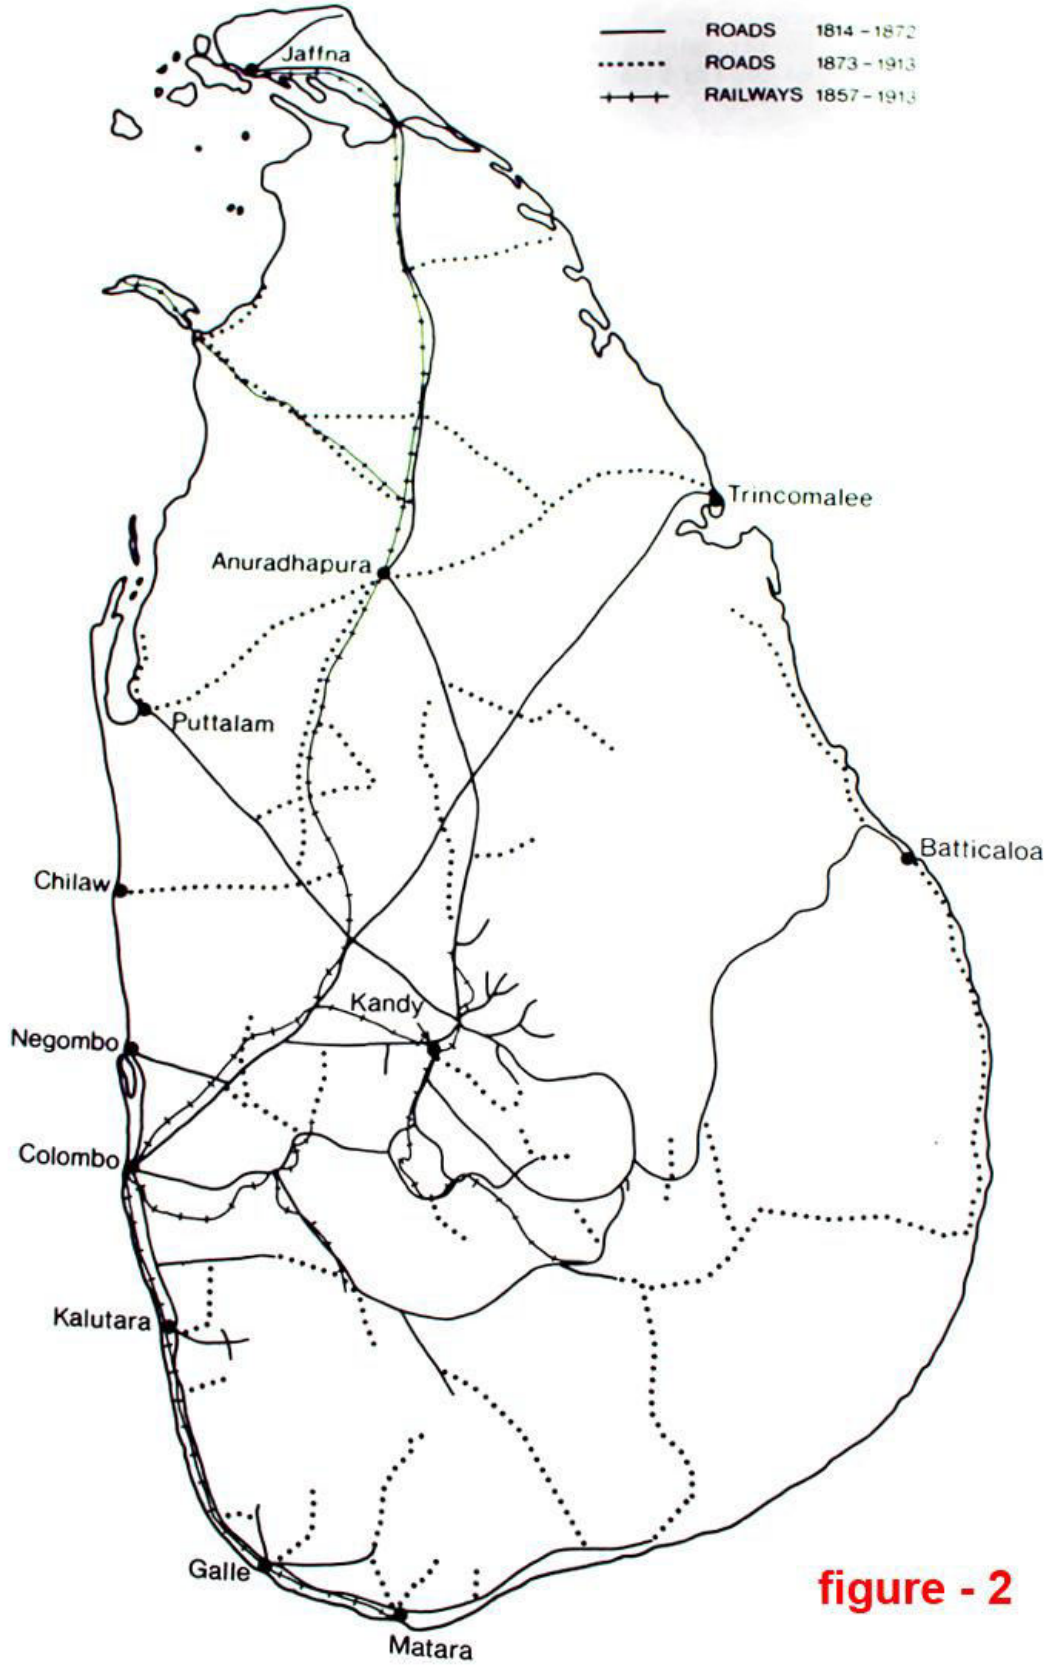 ROADS 1814 - 1872
ROADS 1873 - 1913
RAILWAYS 1857 - 1913
Jaffna
Trincomalee
Anuradhapura
Puttalam
Batticaloa
Chilaw
Kandy
Negombo
Colombo
Kalutara
Galle
Matara
figure - 2